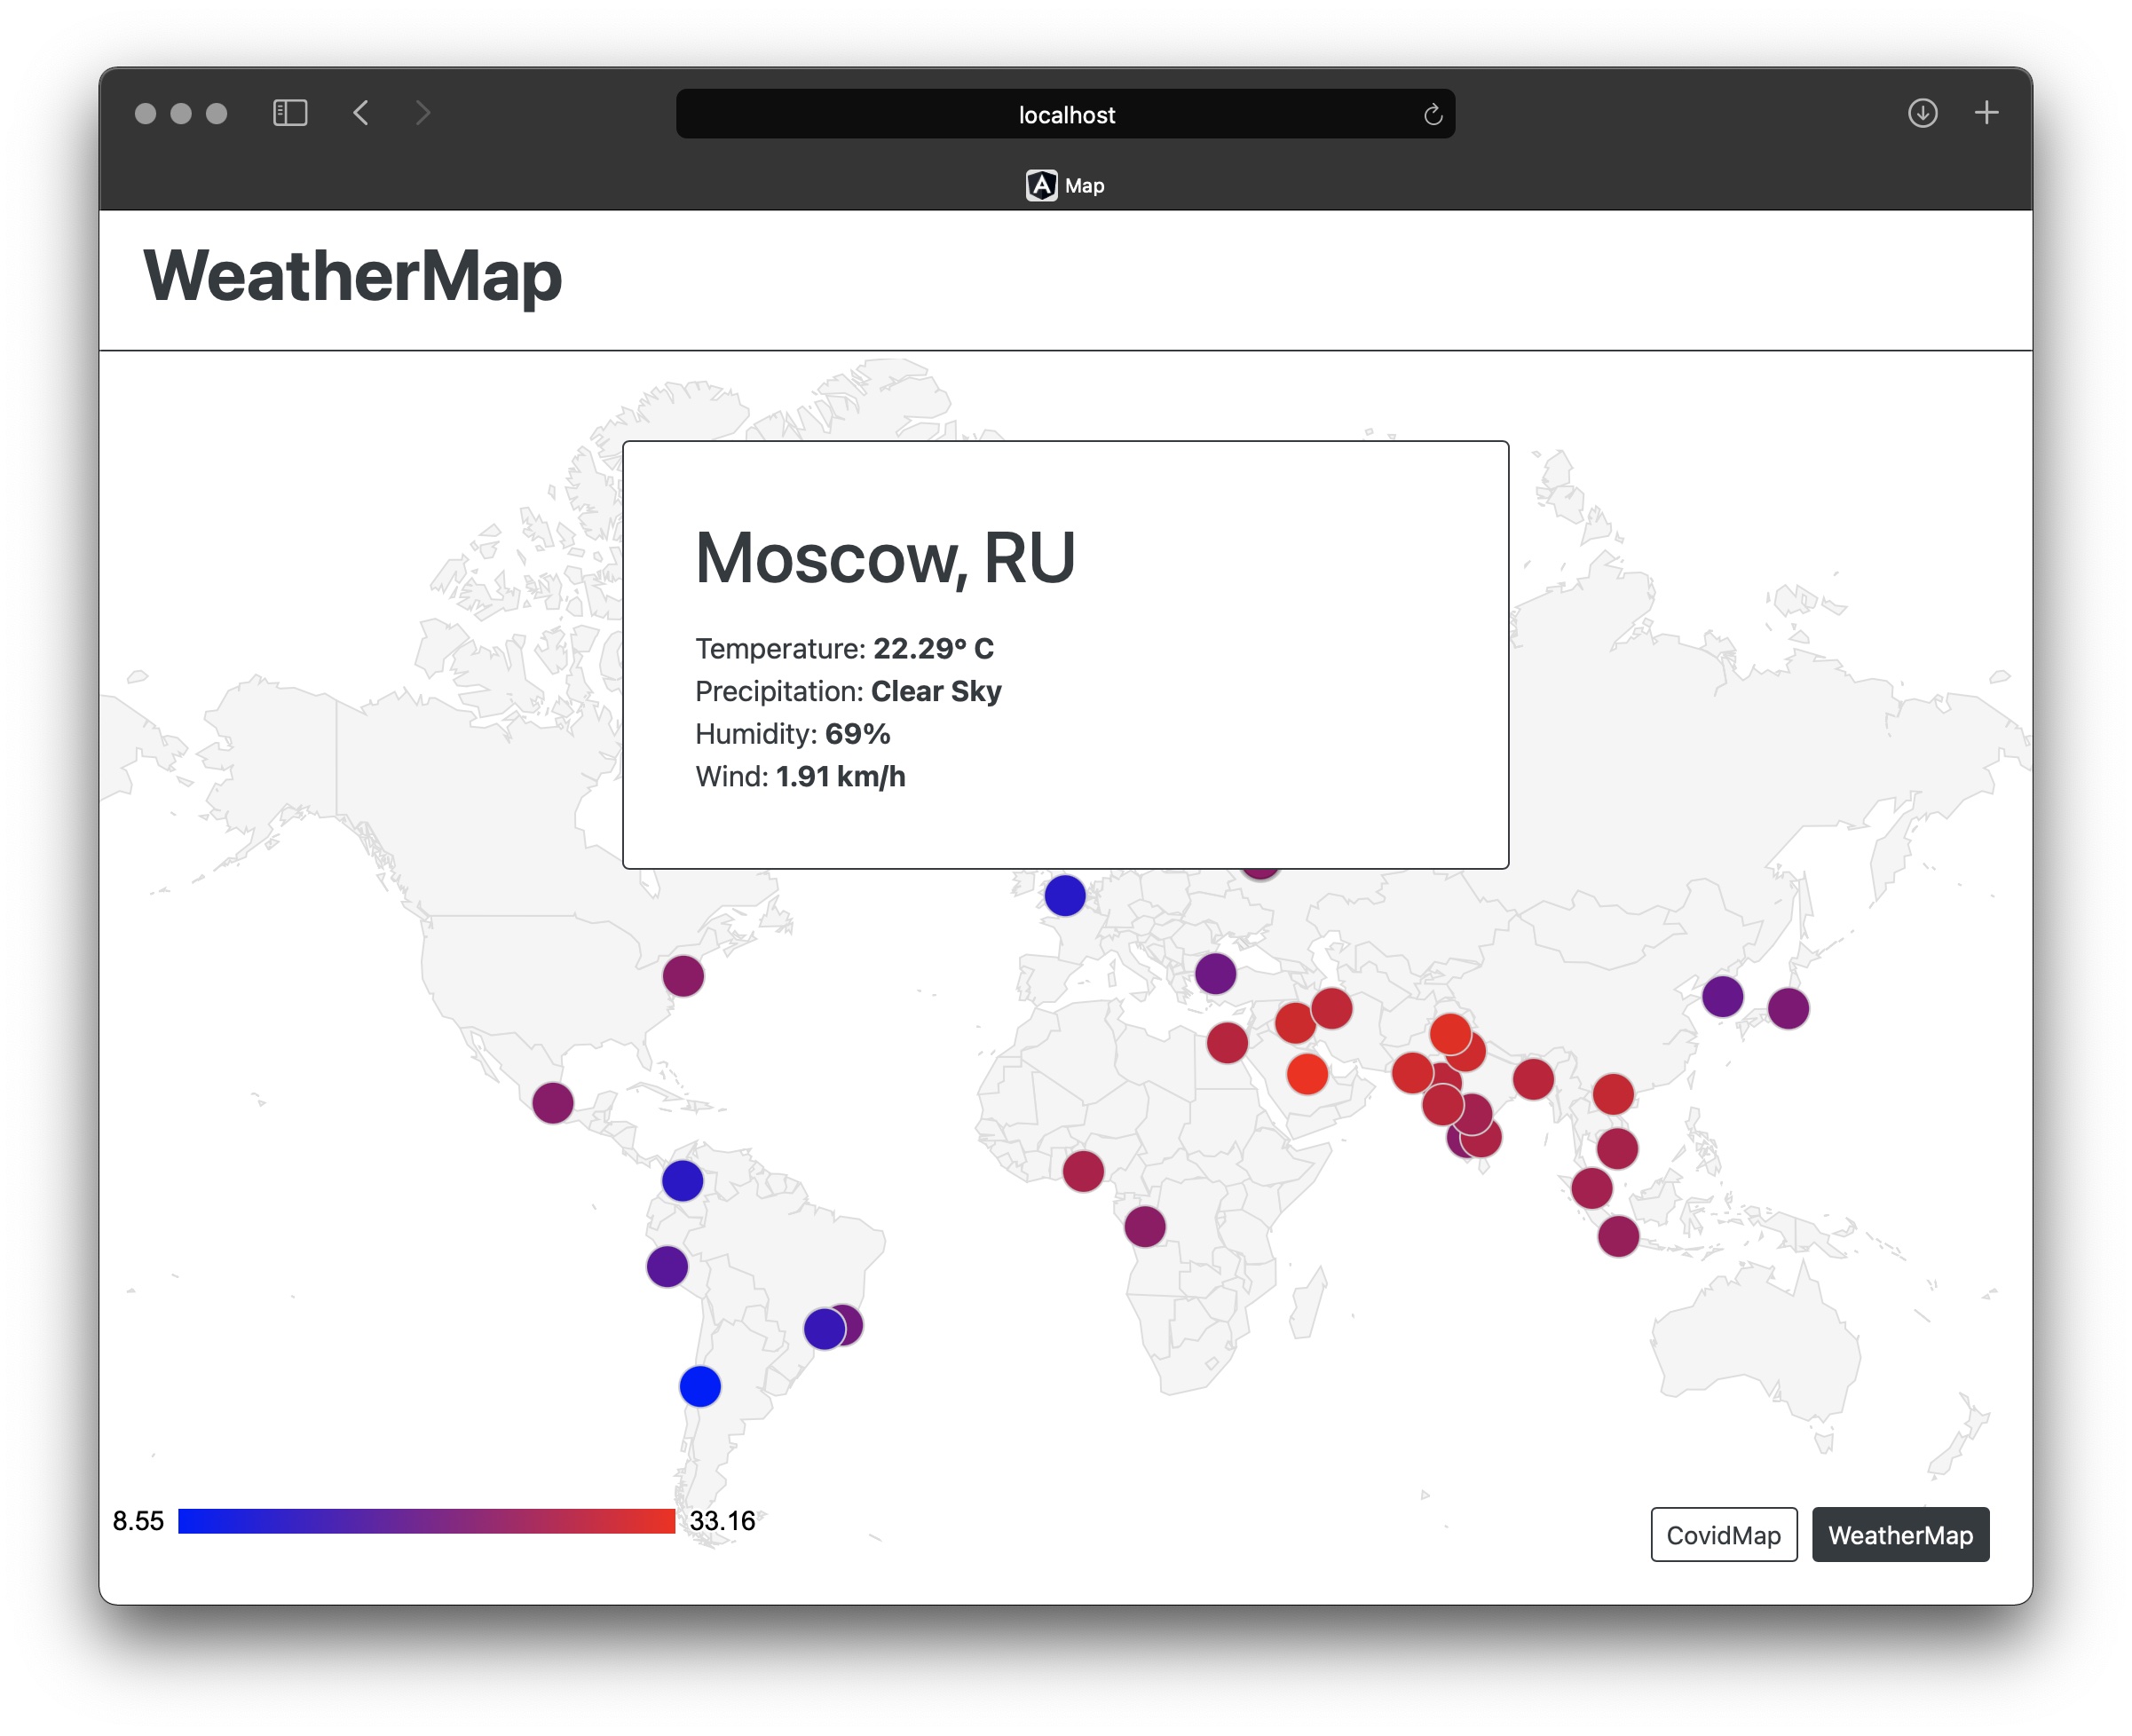 localhost
Map
WeatherMap
Moscow, RU
Temperature: 22.29° C
Precipitation: Clear Sky
Humidity: 69%
Wind: 1.91 km/h
8.55
33.16
CovidMap
WeatherMap